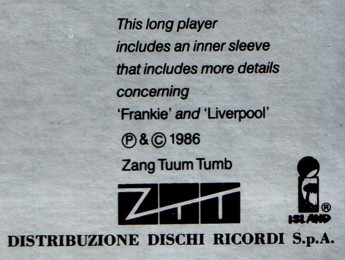 This long player
includes an inner sleeve
that includes more details
concerning
'Frankie' and 'Liverpool'
Ⓟ & © 1986
Zang Tuum Tumb
ZTT
ISLAND ®
DISTRIBUZIONE DISCHI RICORDI S.p.A.